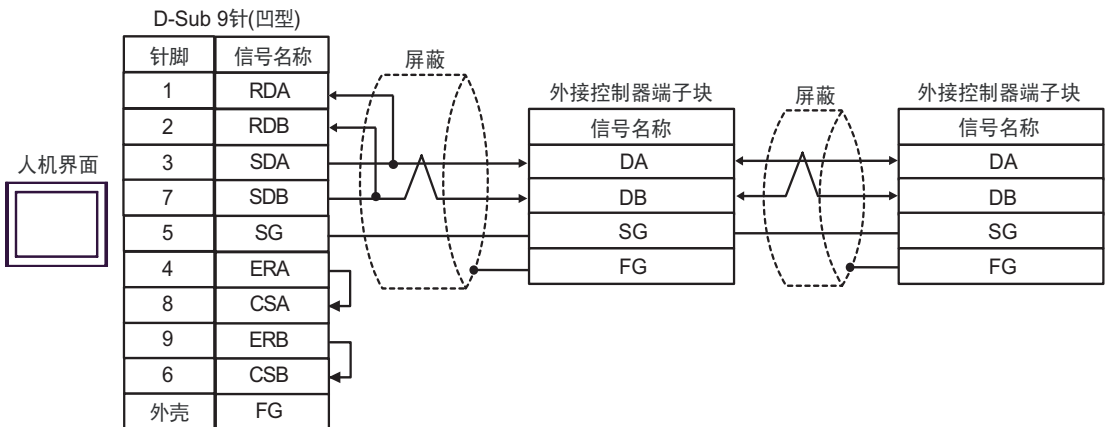 D-Sub 9针(凹型)
针脚 信号名称
1 RDA
2 RDB
3 SDA
7 SDB
5 SG
4 ERA
8 CSA
9 ERB
6 CSB
外壳 FG
人机界面
屏蔽
外接控制器端子块
信号名称
DA
DB
SG
FG
屏蔽
外接控制器端子块
信号名称
DA
DB
SG
FG